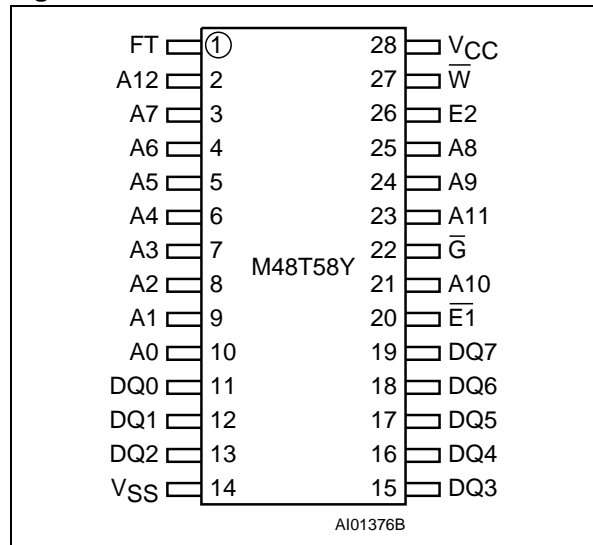 FT 1 28 VCC
A12 2 27 W̅
A7 3 26 E2
A6 4 25 A8
A5 5 24 A9
A4 6 23 A11
A3 7 22 G̅
M48T58Y
A2 8 21 A10
A1 9 20 E̅1̅
A0 10 19 DQ7
DQ0 11 18 DQ6
DQ1 12 17 DQ5
DQ2 13 16 DQ4
VSS 14 15 DQ3
AI01376B